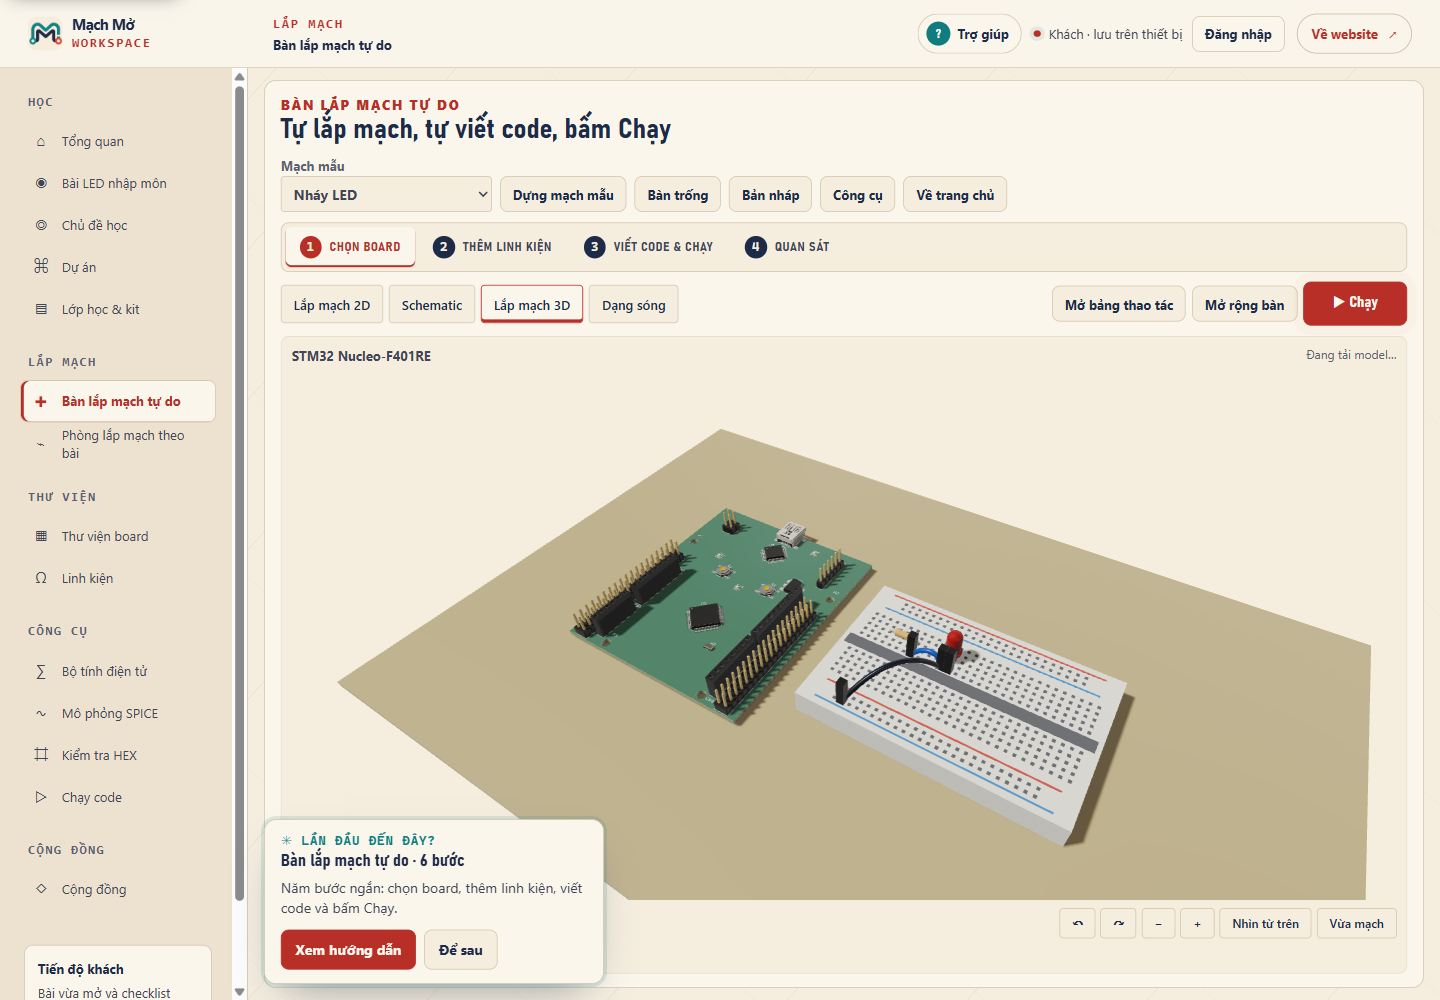 Mạch Mở
WORKSPACE
LẮP MẠCH
Bàn lắp mạch tự do
? Trợ giúp
Khách · lưu trên thiết bị
Đăng nhập
Về website ↗
HỌC
Tổng quan
Bài LED nhập môn
Chủ đề học
Dự án
Lớp học & kit
LẮP MẠCH
Bàn lắp mạch tự do
Phòng lắp mạch theo
bài
THƯ VIỆN
Thư viện board
Linh kiện
CÔNG CỤ
Bộ tính điện tử
Mô phỏng SPICE
Kiểm tra HEX
Chạy code
CỘNG ĐỒNG
Cộng đồng
Tiến độ khách
Bài vừa mở và checklist
BÀN LẮP MẠCH TỰ DO
Tự lắp mạch, tự viết code, bấm Chạy
Mạch mẫu
Nháy LED
Dựng mạch mẫu
Bàn trống
Bản nháp
Công cụ
Về trang chủ
1 CHỌN BOARD
2 THÊM LINH KIỆN
3 VIẾT CODE & CHẠY
4 QUAN SÁT
Lắp mạch 2D
Schematic
Lắp mạch 3D
Dạng sóng
Mở bảng thao tác
Mở rộng bàn
▶ Chạy
STM32 Nucleo-F401RE
Đang tải model...
✳ LẦN ĐẦU ĐẾN ĐÂY?
Bàn lắp mạch tự do · 6 bước
Năm bước ngắn: chọn board, thêm linh kiện, viết
code và bấm Chạy.
Xem hướng dẫn
Để sau
↶
↷
−
+
Nhìn từ trên
Vừa mạch